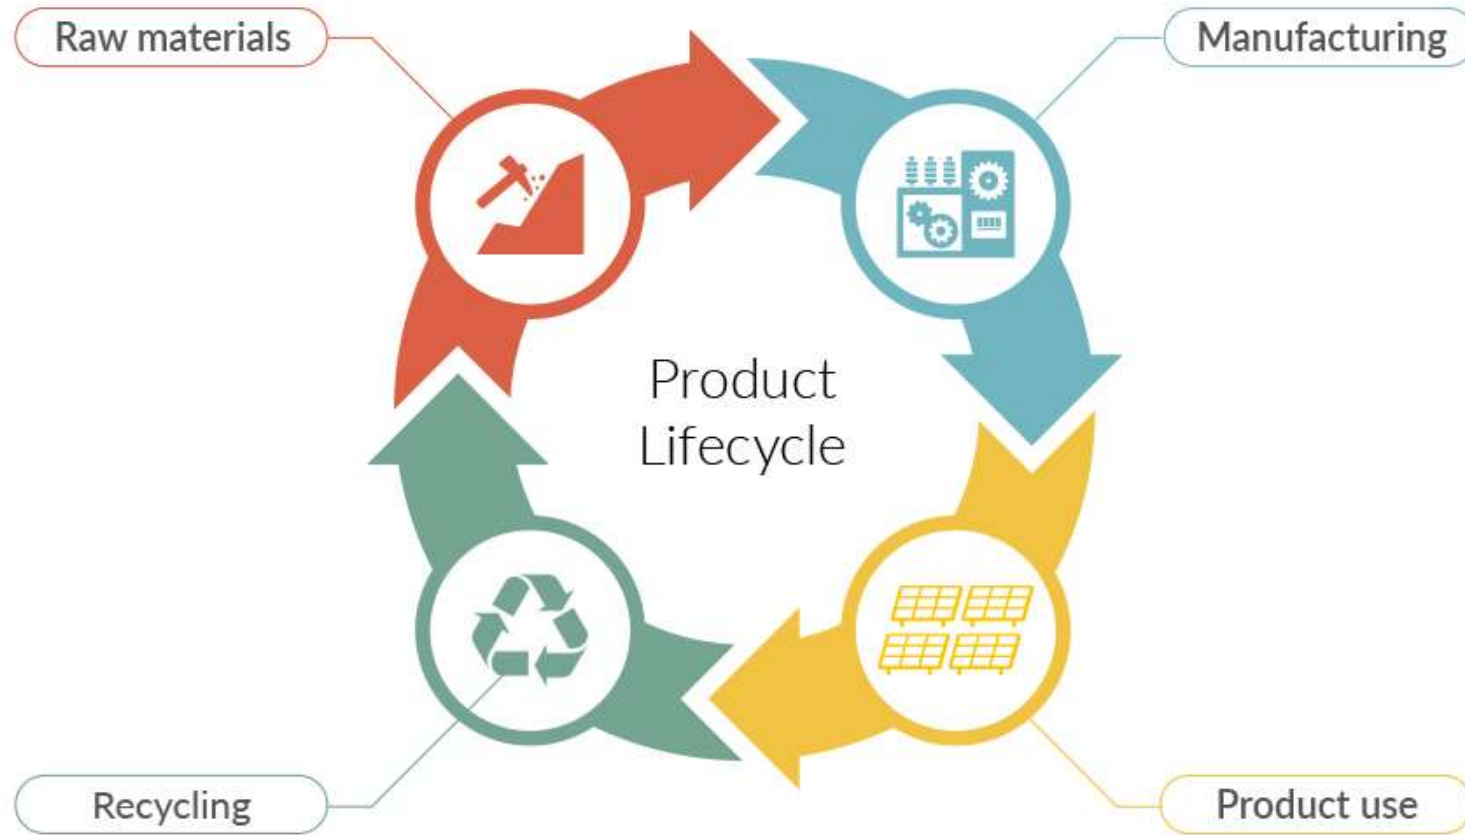 Raw materials
Manufacturing
Product
Lifecycle
Recycling
Product use